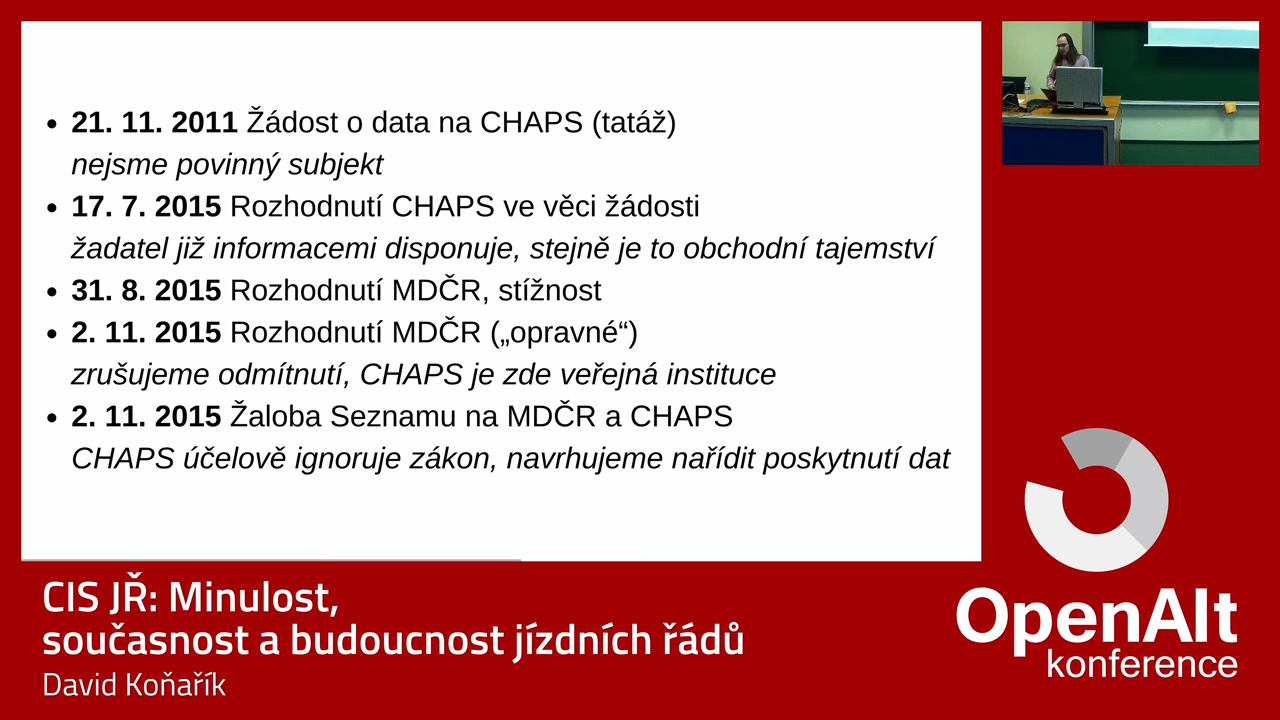 • 21. 11. 2011 Žádost o data na CHAPS (tatáž)
nejsme povinný subjekt
• 17. 7. 2015 Rozhodnutí CHAPS ve věci žádosti
žadatel již informacemi disponuje, stejně je to obchodní tajemství
• 31. 8. 2015 Rozhodnutí MDČR, stížnost
• 2. 11. 2015 Rozhodnutí MDČR („opravné“)
zrušujeme odmítnutí, CHAPS je zde veřejná instituce
• 2. 11. 2015 Žaloba Seznamu na MDČR a CHAPS
CHAPS účelově ignoruje zákon, navrhujeme nařídit poskytnutí dat
CIS JŘ: Minulost,
současnost a budoucnost jízdních řádů
David Koňařík
OpenAlt
konference